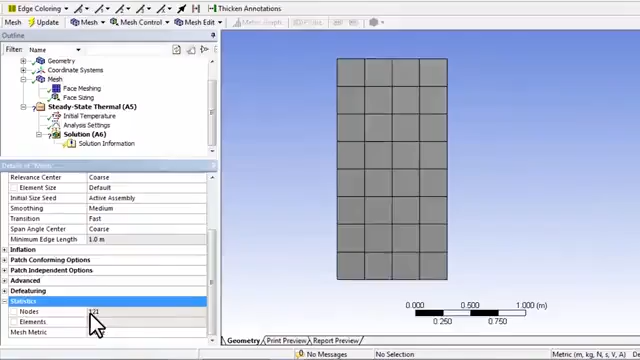 Edge Coloring
Thicken Annotations
Mesh Update Mesh Mesh Control Mesh Edit Metric Graph
Outline
Filter: Name
Geometry
Coordinate Systems
Mesh
Face Meshing
Face Sizing
Steady-State Thermal (A5)
Initial Temperature
Analysis Settings
Solution (A6)
Solution Information
Details of "Mesh"
Relevance Center Coarse
Element Size Default
Initial Size Seed Active Assembly
Smoothing Medium
Transition Fast
Span Angle Center Coarse
Minimum Edge Length 1.0 m
Inflation
Patch Conforming Options
Patch Independent Options
Advanced
Defeaturing
Statistics
Nodes 121
Elements
Mesh Metric
0.000 0.500 1.000 (m)
0.250 0.750
Geometry Print Preview Report Preview
No Messages No Selection Metric (m, kg, N, s, V, A)